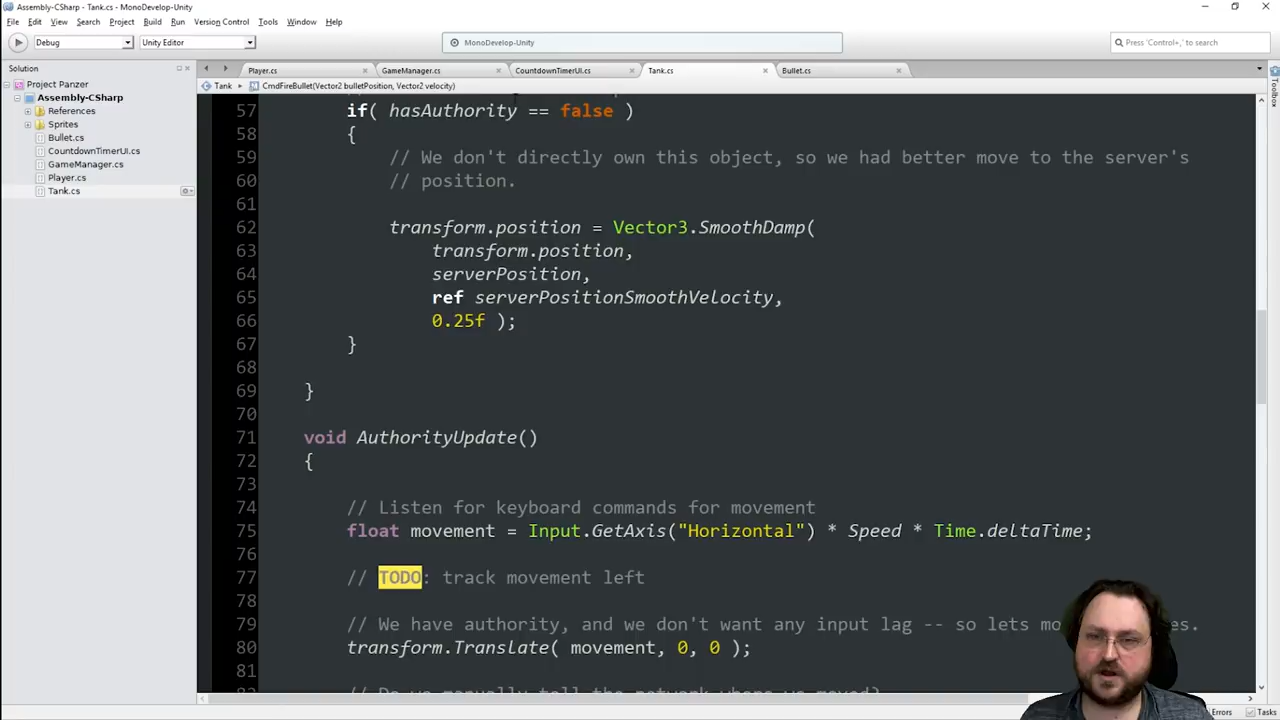 Assembly-CSharp - Tank.cs - MonoDevelop-Unity
File Edit View Search Project Build Run Version Control Tools Window Help
Debug Unity Editor MonoDevelop-Unity Press 'Control+,' to search
Solution
Project Panzer
Assembly-CSharp
References
Sprites
Bullet.cs
CountdownTimerUI.cs
GameManager.cs
Player.cs
Tank.cs
Player.cs GameManager.cs CountdownTimerUI.cs Tank.cs Bullet.cs
Tank CmdFireBullet(Vector2 bulletPosition, Vector2 velocity)
57 if( hasAuthority == false )
58 {
59 // We don't directly own this object, so we had better move to the server's
60 // position.
61
62 transform.position = Vector3.SmoothDamp(
63 transform.position,
64 serverPosition,
65 ref serverPositionSmoothVelocity,
66 0.25f );
67 }
68
69 }
70
71 void AuthorityUpdate()
72 {
73
74 // Listen for keyboard commands for movement
75 float movement = Input.GetAxis("Horizontal") * Speed * Time.deltaTime;
76
77 // TODO: track movement left
78
79 // We have authority, and we don't want any input lag -- so lets
80 transform.Translate( movement, 0, 0 );
81
Toolbox
Errors Tasks